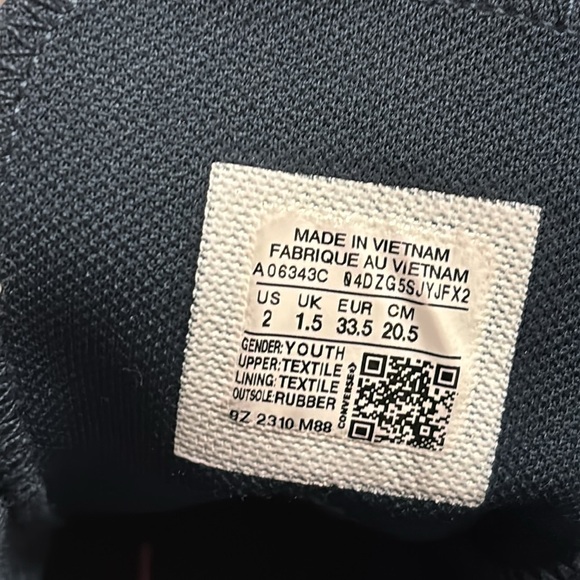 MADE IN VIETNAM
FABRIQUE AU VIETNAM
A06343C 04DZG5SJYJFX2
US UK EUR CM
2 1.5 33.5 20.5
GENDER:YOUTH
UPPER:TEXTILE
LINING:TEXTILE
OUTSOLE:RUBBER
CONVERSE
9Z 2310 M88